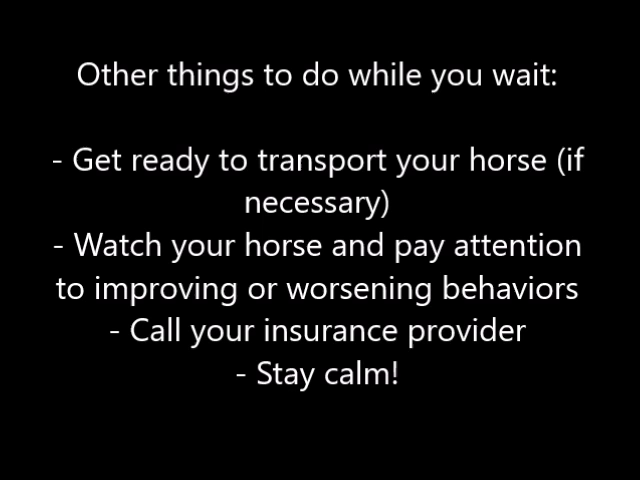 Other things to do while you wait:
- Get ready to transport your horse (if
necessary)
- Watch your horse and pay attention
to improving or worsening behaviors
- Call your insurance provider
- Stay calm!